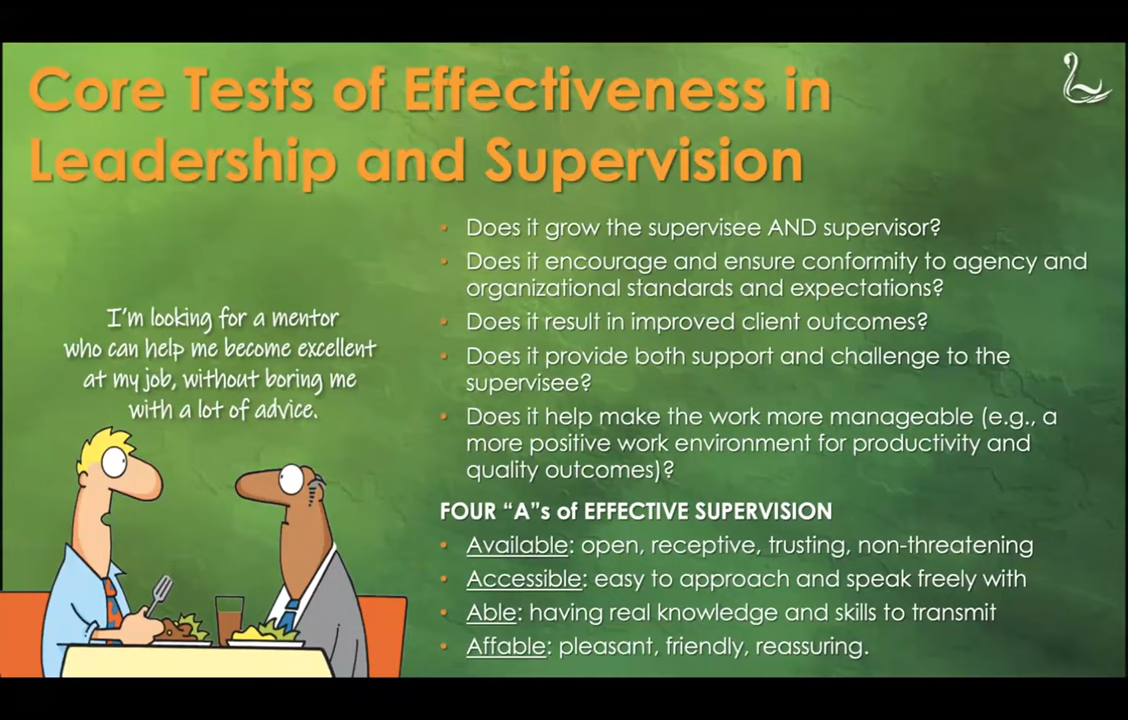 Core Tests of Effectiveness in
Leadership and Supervision
I'm looking for a mentor
who can help me become excellent
at my job, without boring me
with a lot of advice.
• Does it grow the supervisee AND supervisor?
• Does it encourage and ensure conformity to agency and
organizational standards and expectations?
• Does it result in improved client outcomes?
• Does it provide both support and challenge to the
supervisee?
• Does it help make the work more manageable (e.g., a
more positive work environment for productivity and
quality outcomes)?
FOUR “A”s of EFFECTIVE SUPERVISION
• Available: open, receptive, trusting, non-threatening
• Accessible: easy to approach and speak freely with
• Able: having real knowledge and skills to transmit
• Affable: pleasant, friendly, reassuring.